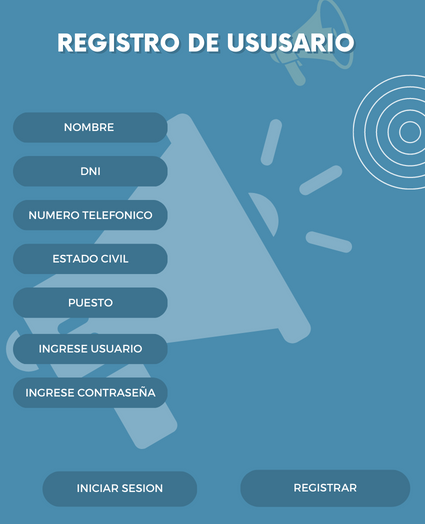 REGISTRO DE USUSARIO
NOMBRE
DNI
NUMERO TELEFONICO
ESTADO CIVIL
PUESTO
INGRESE USUARIO
INGRESE CONTRASEÑA
INICIAR SESION
REGISTRAR